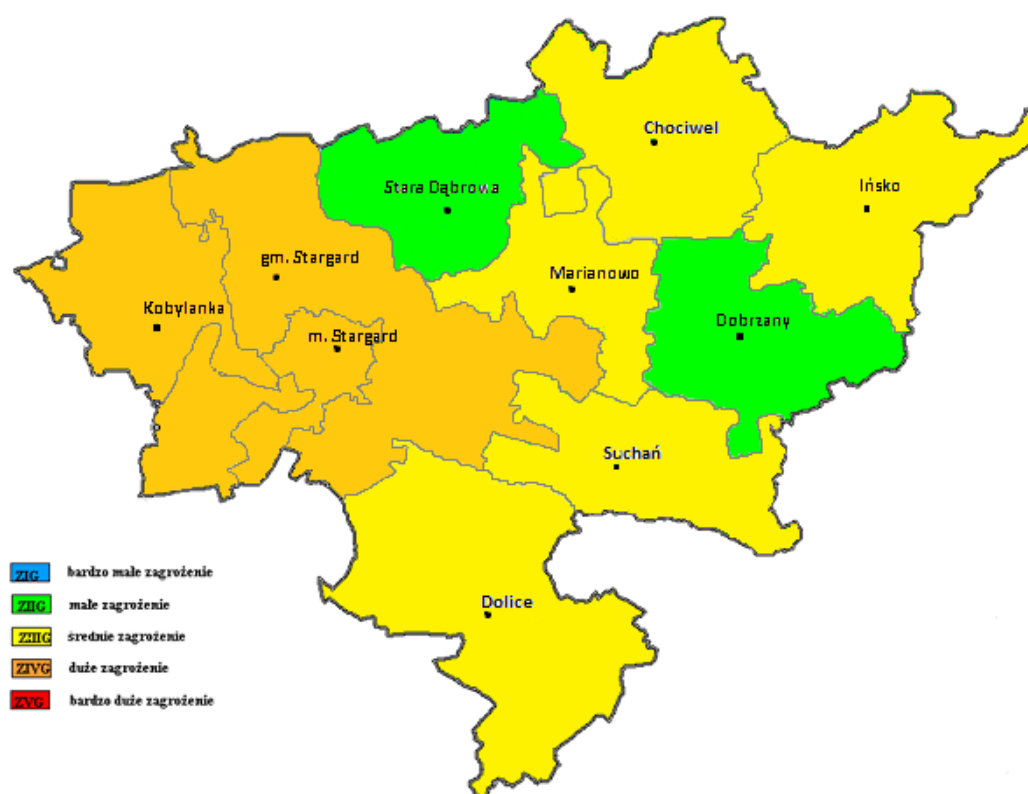 Chociwel
Ińsko
Stara Dąbrowa
gm. Stargard
Marianowo
Kobylanka
Dobrzany
m. Stargard
Suchań
Dolice
ZIG bardzo małe zagrożenie
ZIIG małe zagrożenie
ZIIIG średnie zagrożenie
ZIVG duże zagrożenie
ZVG bardzo duże zagrożenie